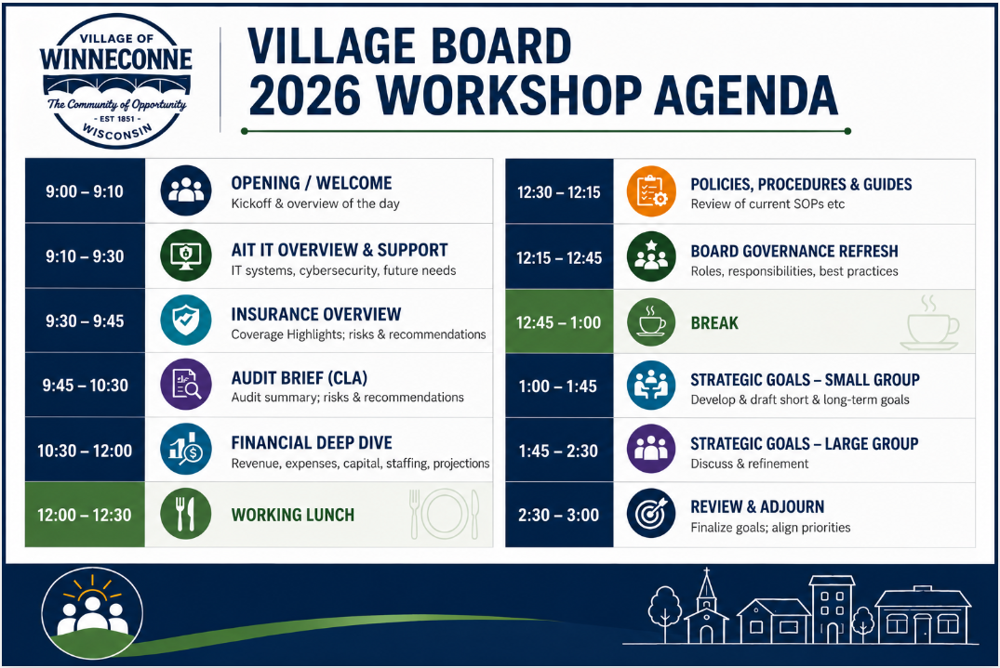 VILLAGE OF
WINNECONNE
The Community of Opportunity
- EST 1851 -
WISCONSIN
VILLAGE BOARD
2026 WORKSHOP AGENDA
9:00 – 9:10
OPENING / WELCOME
Kickoff & overview of the day
9:10 – 9:30
AIT IT OVERVIEW & SUPPORT
IT systems, cybersecurity, future needs
9:30 – 9:45
INSURANCE OVERVIEW
Coverage Highlights; risks & recommendations
9:45 – 10:30
AUDIT BRIEF (CLA)
Audit summary; risks & recommendations
10:30 – 12:00
FINANCIAL DEEP DIVE
Revenue, expenses, capital, staffing, projections
12:00 – 12:30
WORKING LUNCH
12:30 – 12:15
POLICIES, PROCEDURES & GUIDES
Review of current SOPs etc
12:15 – 12:45
BOARD GOVERNANCE REFRESH
Roles, responsibilities, best practices
12:45 – 1:00
BREAK
1:00 – 1:45
STRATEGIC GOALS – SMALL GROUP
Develop & draft short & long-term goals
1:45 – 2:30
STRATEGIC GOALS – LARGE GROUP
Discuss & refinement
2:30 – 3:00
REVIEW & ADJOURN
Finalize goals; align priorities